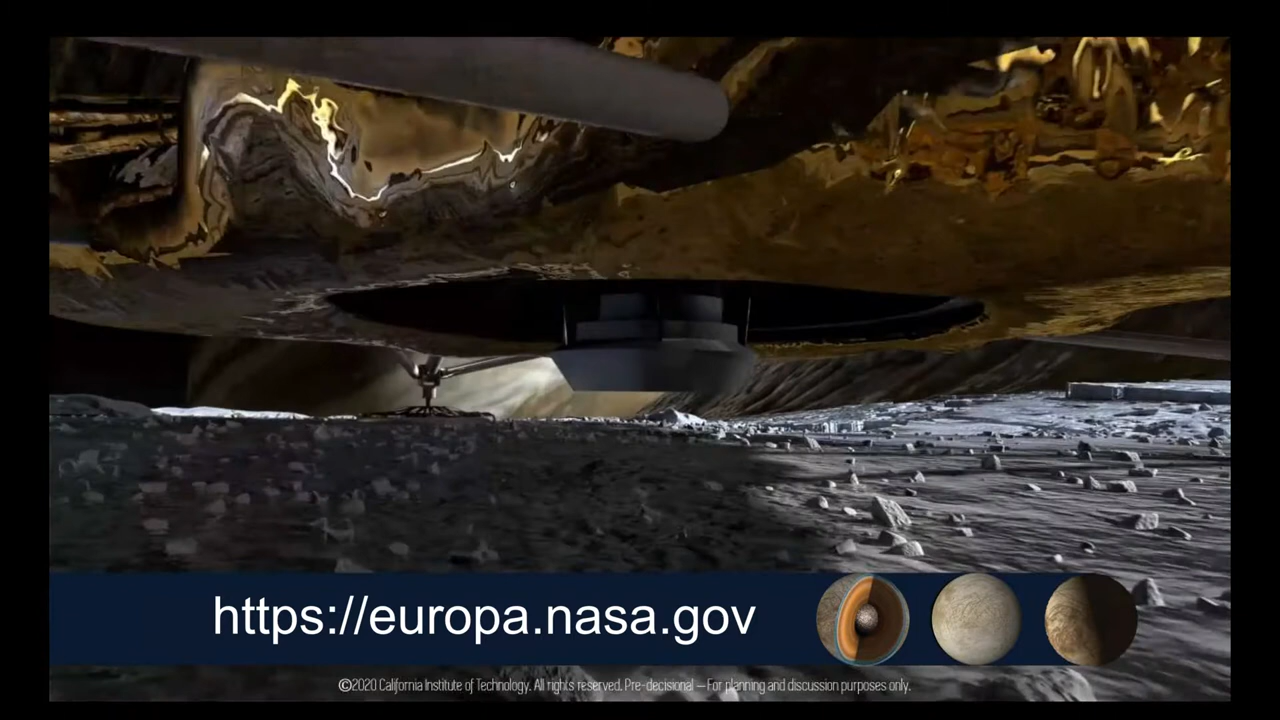 https://europa.nasa.gov
©2020 California Institute of Technology. All rights reserved. Pre-decisional – For planning and discussion purposes only.